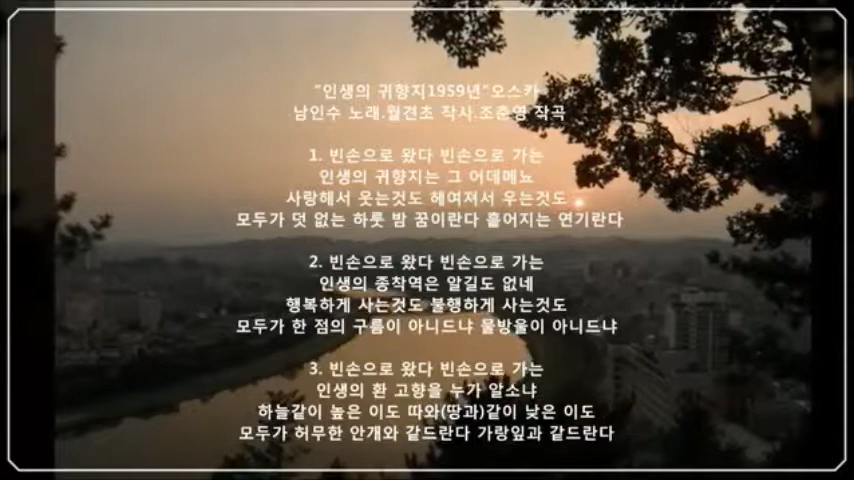 "인생의 귀향지1959년"오스카
남인수 노래.월견초 작사.조춘영 작곡
1. 빈손으로 왔다 빈손으로 가는
인생의 귀향지는 그 어데메뇨
사랑해서 웃는것도 헤여져서 우는것도
모두가 덧 없는 하룻 밤 꿈이란다 흩어지는 연기란다
2. 빈손으로 왔다 빈손으로 가는
인생의 종착역은 알길도 없네
행복하게 사는것도 불행하게 사는것도
모두가 한 점의 구름이 아니드냐 물방울이 아니드냐
3. 빈손으로 왔다 빈손으로 가는
인생의 환 고향을 누가 알소냐
하늘같이 높은 이도 따와(땅과)같이 낮은 이도
모두가 허무한 안개와 같드란다 가랑잎과 같드란다